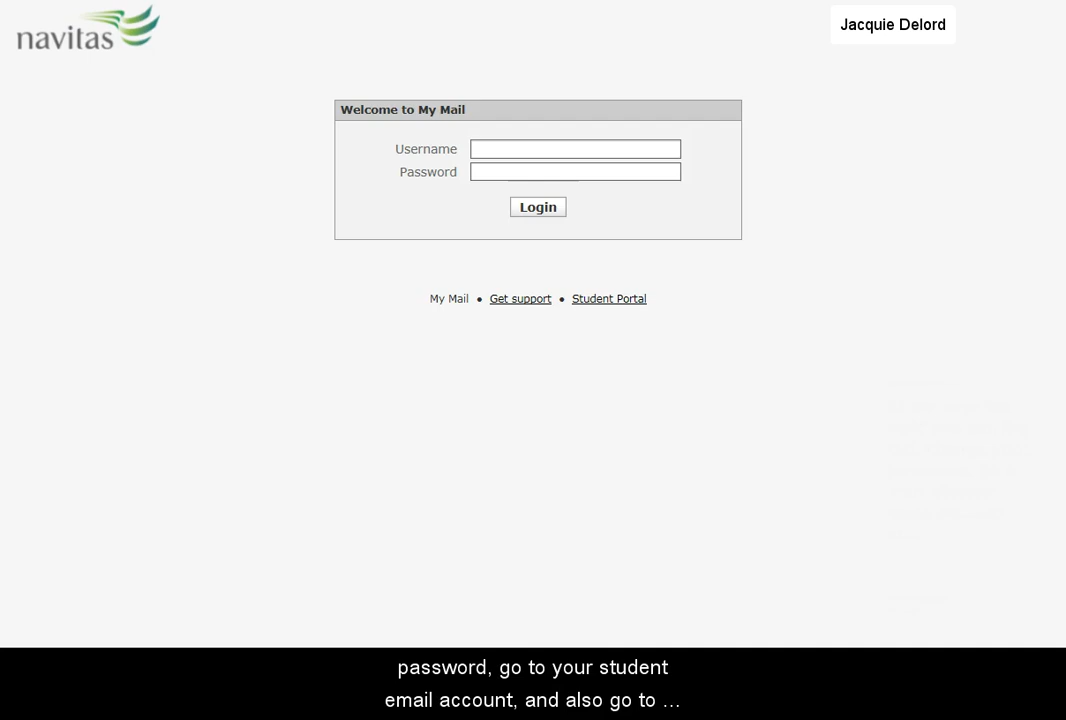 navitas
Jacquie Delord
Welcome to My Mail
Username
Password
Login
My Mail • Get support • Student Portal
password, go to your student
email account, and also go to ...